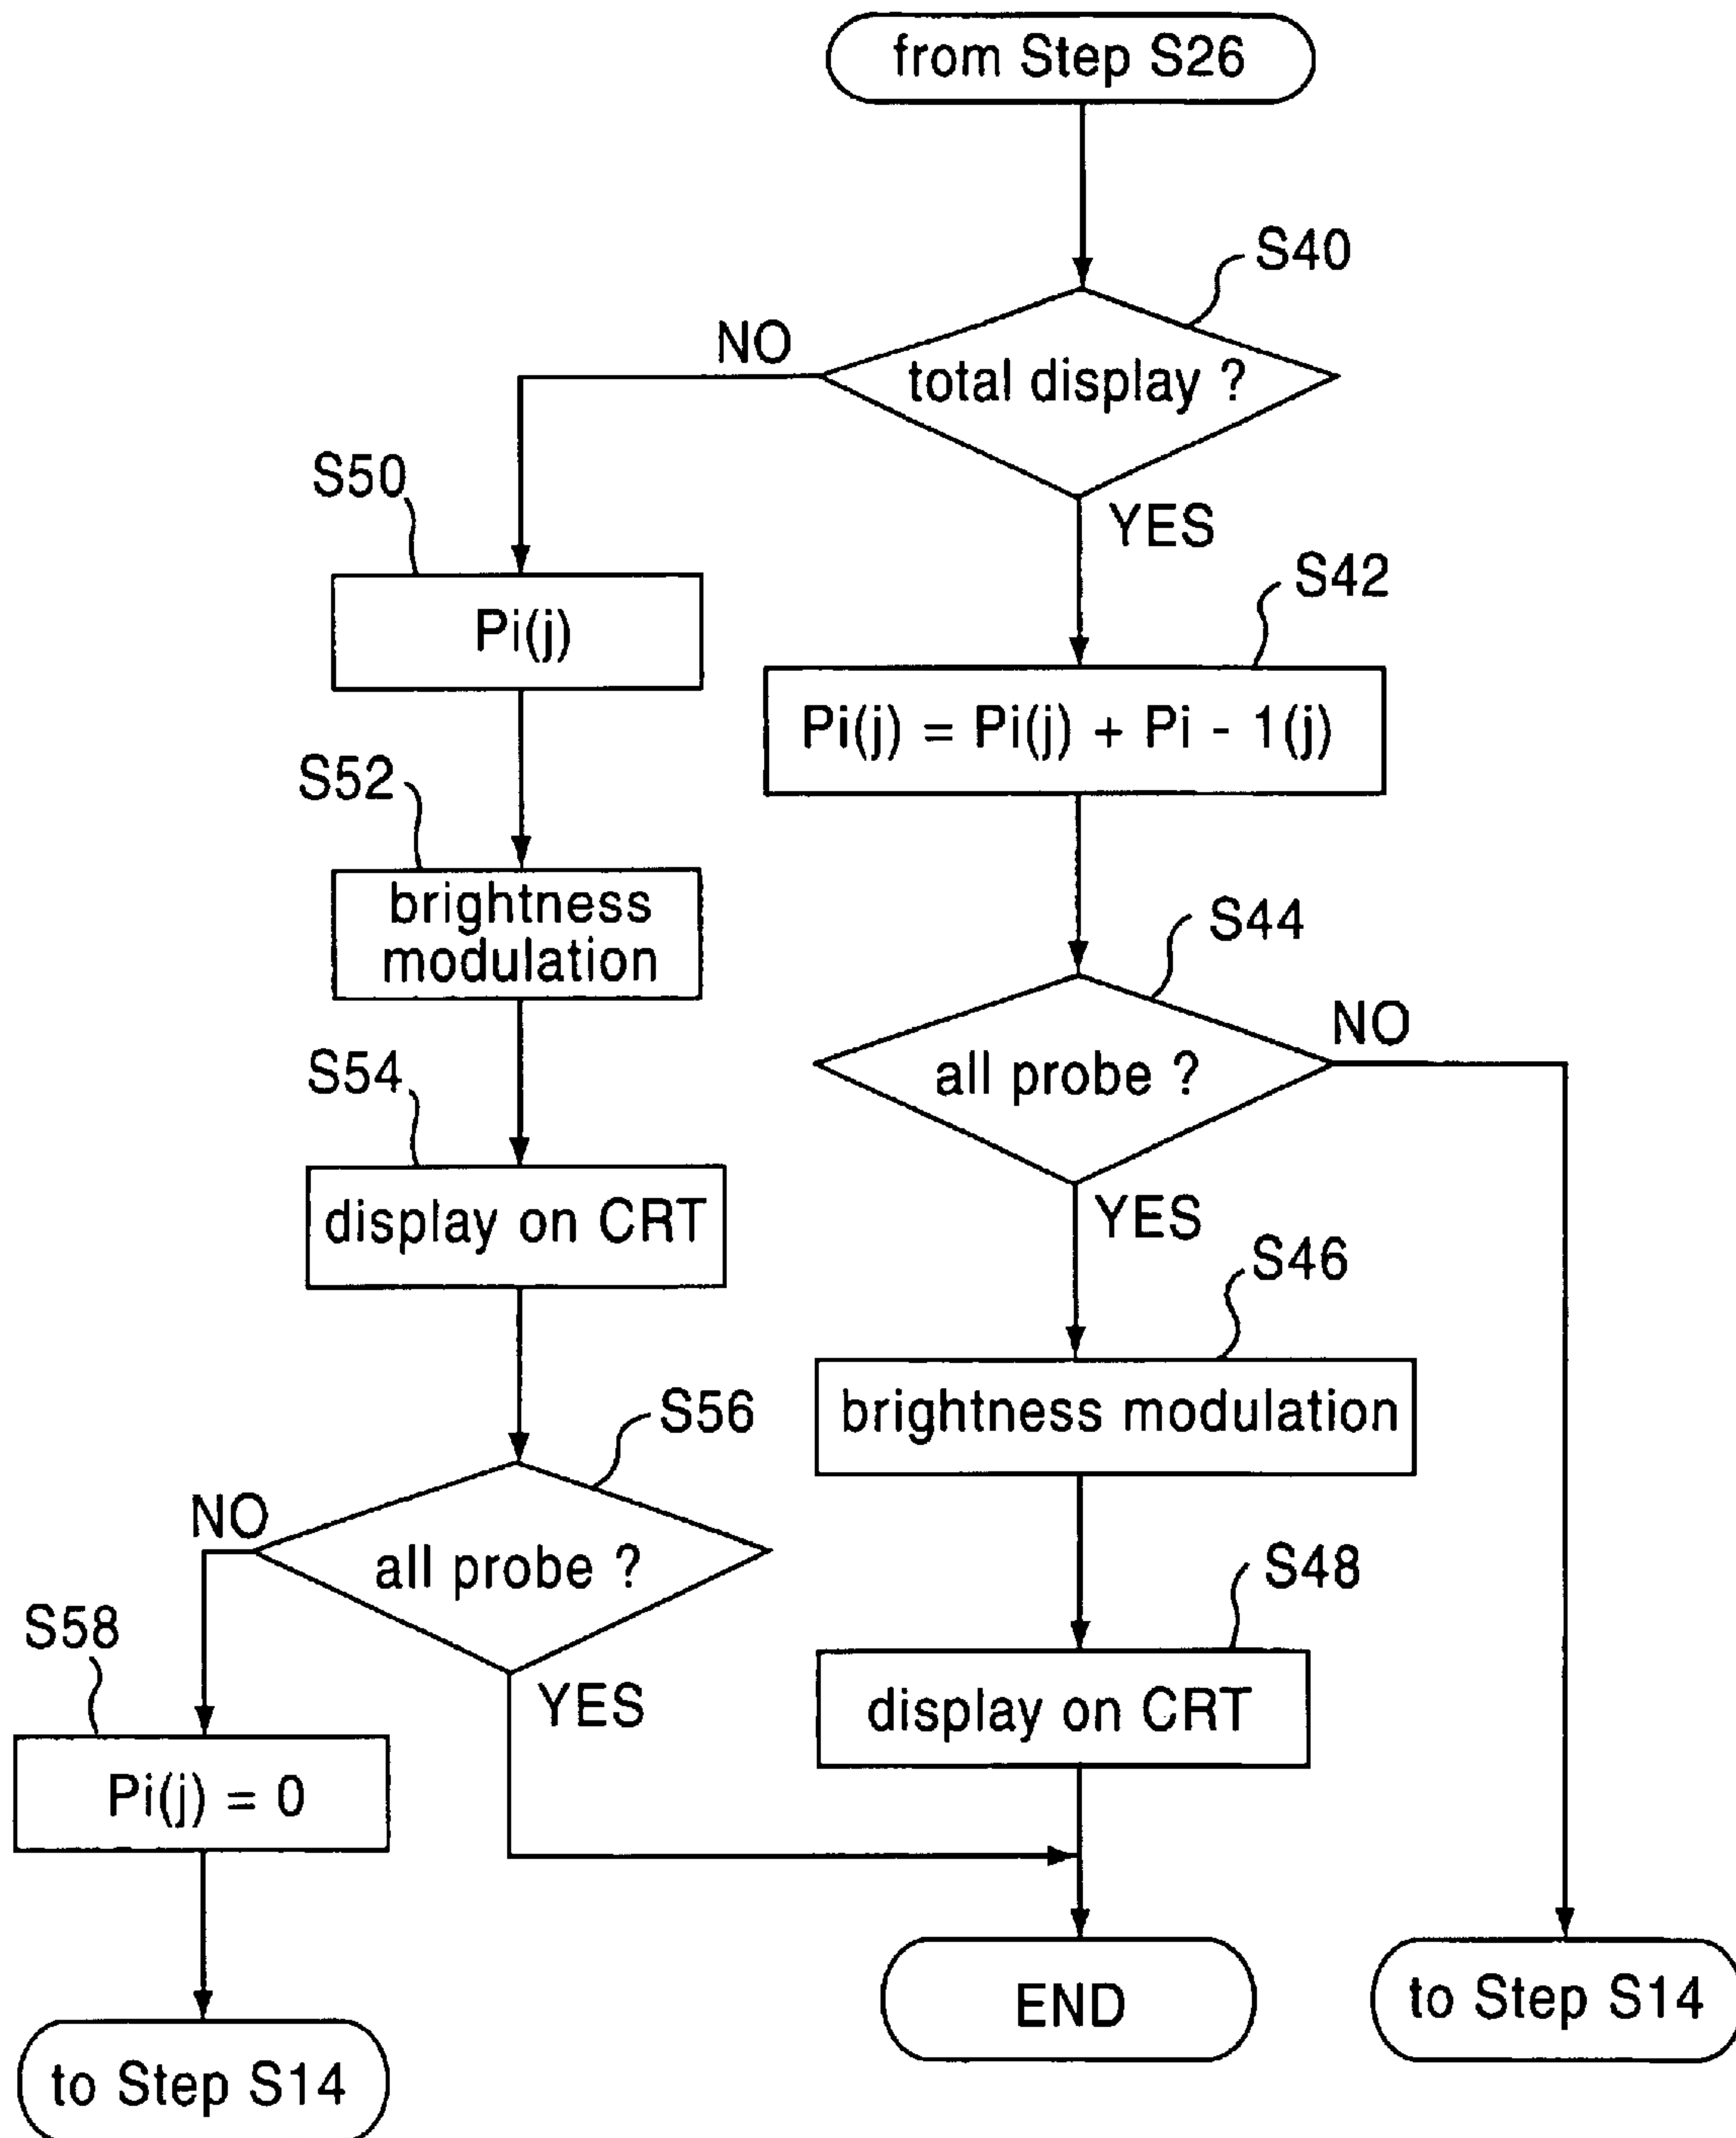 from Step S26
S40
NO
total display ?
S50
YES
S42
Pi(j)
Pi(j) = Pi(j) + Pi - 1(j)
S52
S44
brightness
modulation
NO
S54
all probe ?
YES
display on CRT
S46
S56
brightness modulation
NO
all probe ?
S48
S58
YES
display on CRT
Pi(j) = 0
END
to Step S14
to Step S14